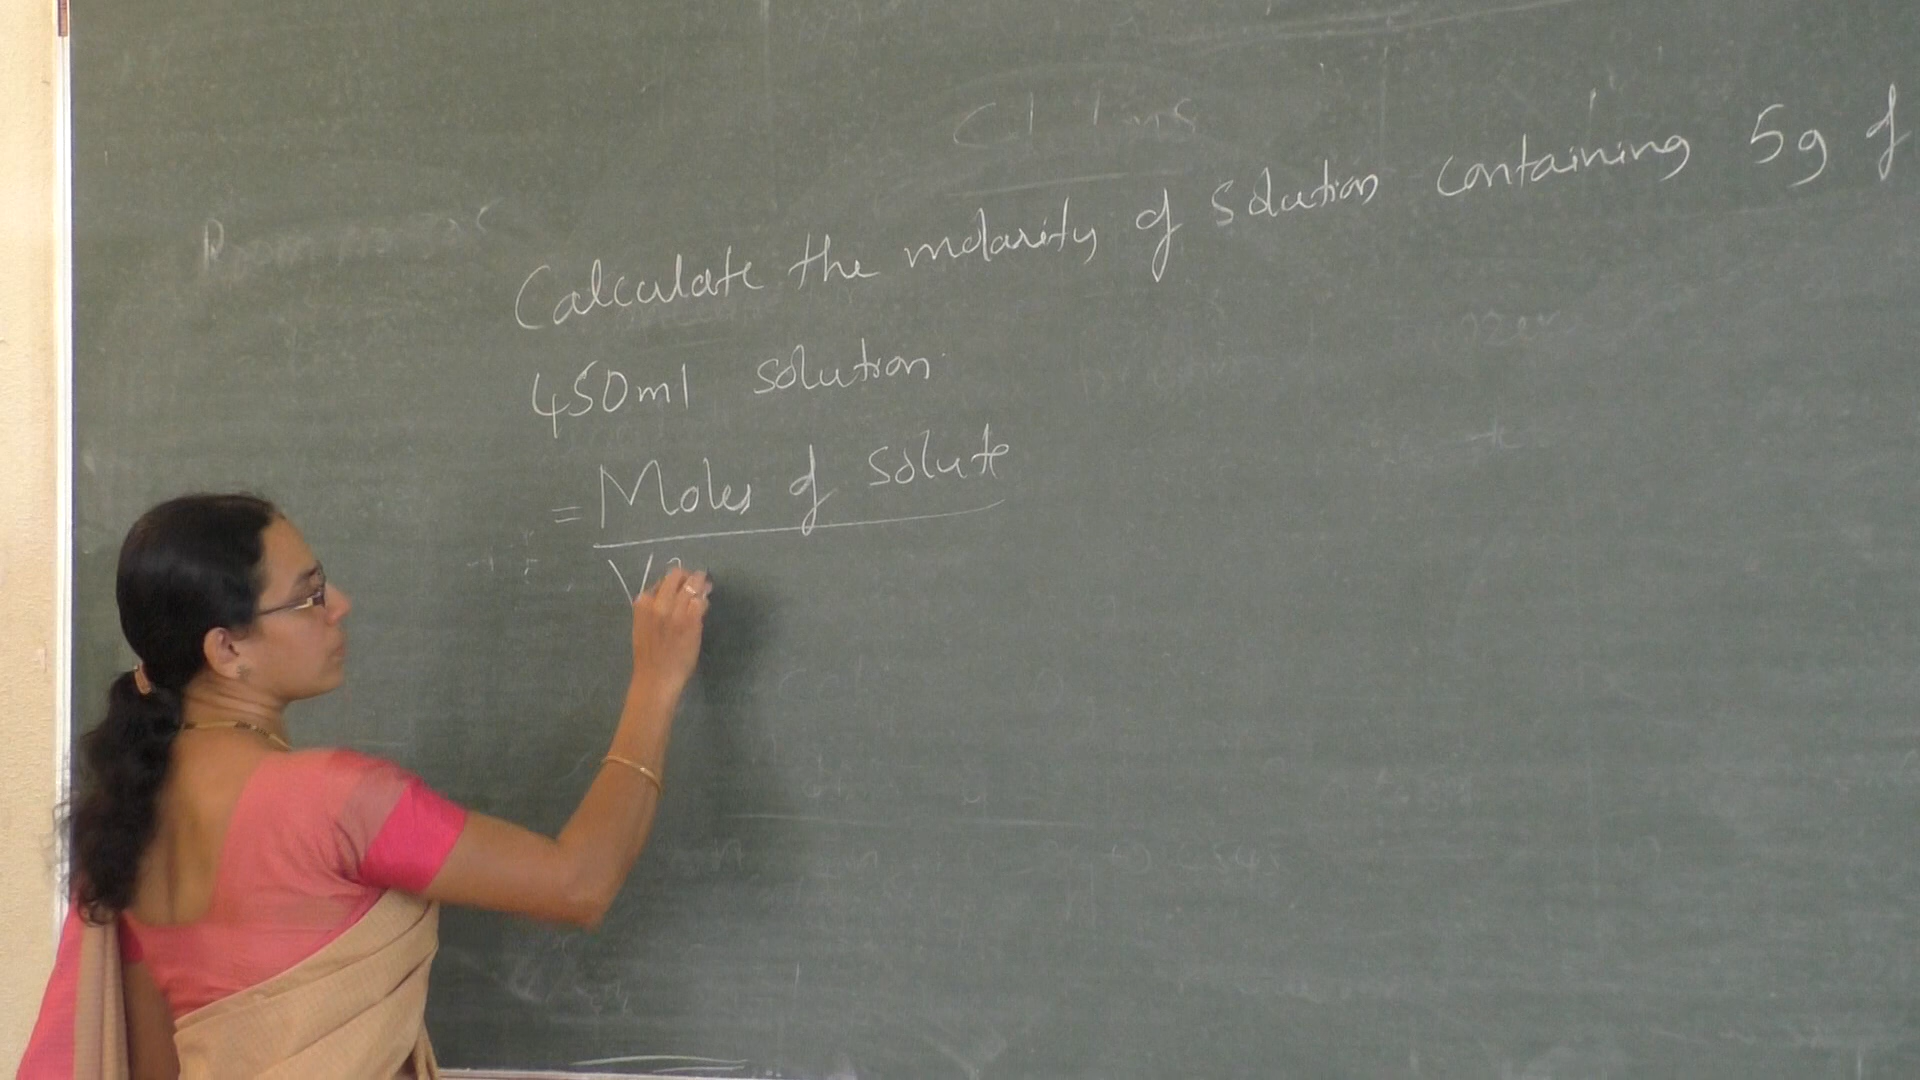 Calculate the molarity of solution containing 5g of
450ml solution
= Moles of solute